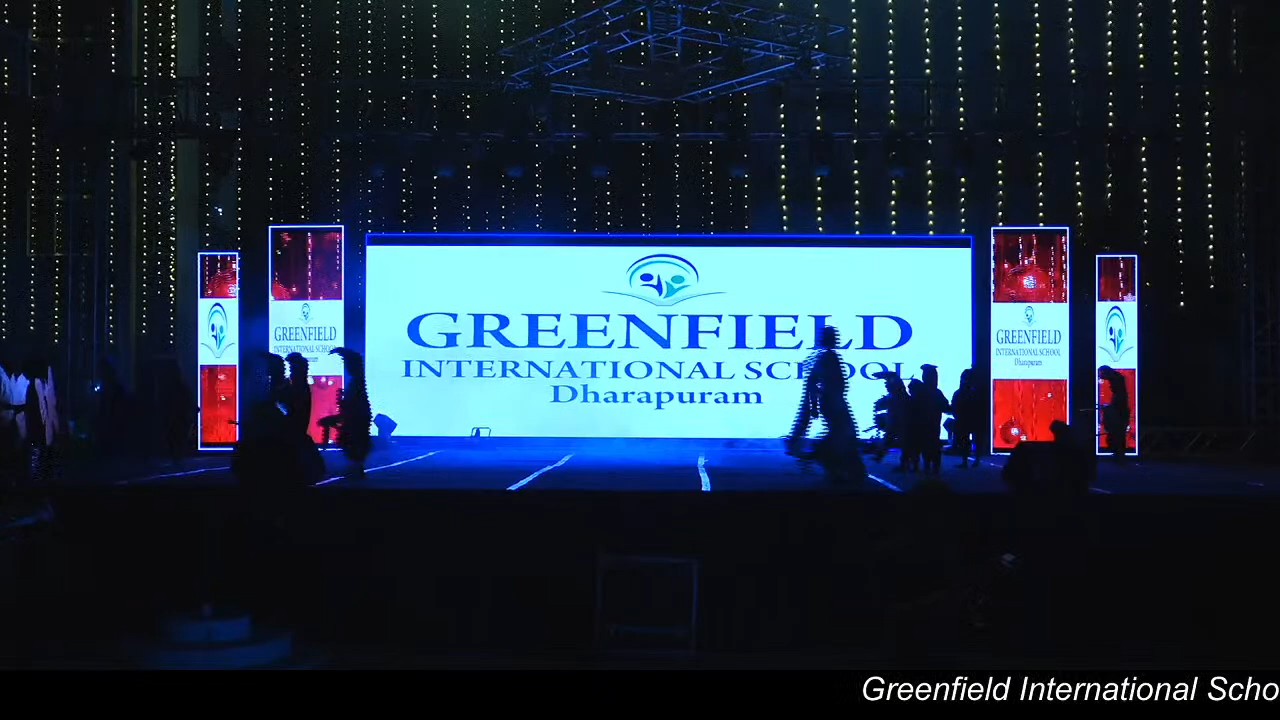 GREENFIELD
INTERNATIONAL SCHOOL
Dharapuram
GREENFIELD
INTERNATIONAL SCHOOL
GREENFIELD
INTERNATIONAL SCHOOL
Dharapuram
Greenfield International Scho